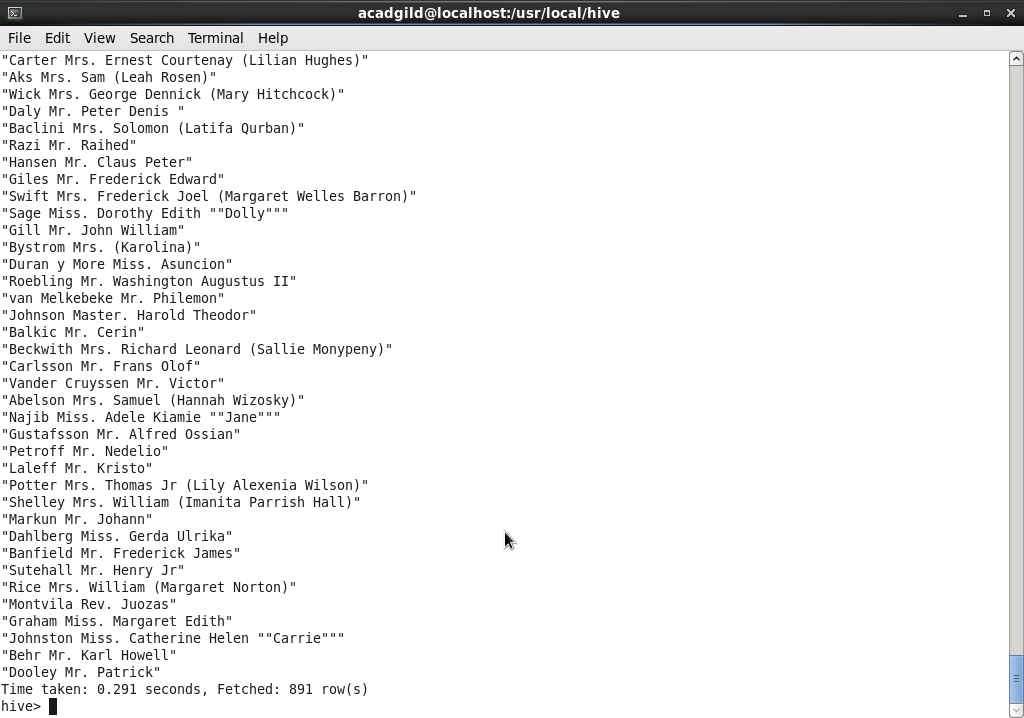 acadgild@localhost:/usr/local/hive
File Edit View Search Terminal Help
"Carter Mrs. Ernest Courtenay (Lilian Hughes)"
"Aks Mrs. Sam (Leah Rosen)"
"Wick Mrs. George Dennick (Mary Hitchcock)"
"Daly Mr. Peter Denis "
"Baclini Mrs. Solomon (Latifa Qurban)"
"Razi Mr. Raihed"
"Hansen Mr. Claus Peter"
"Giles Mr. Frederick Edward"
"Swift Mrs. Frederick Joel (Margaret Welles Barron)"
"Sage Miss. Dorothy Edith ""Dolly"""
"Gill Mr. John William"
"Bystrom Mrs. (Karolina)"
"Duran y More Miss. Asuncion"
"Roebling Mr. Washington Augustus II"
"van Melkebeke Mr. Philemon"
"Johnson Master. Harold Theodor"
"Balkic Mr. Cerin"
"Beckwith Mrs. Richard Leonard (Sallie Monypeny)"
"Carlsson Mr. Frans Olof"
"Vander Cruyssen Mr. Victor"
"Abelson Mrs. Samuel (Hannah Wizosky)"
"Najib Miss. Adele Kiamie ""Jane"""
"Gustafsson Mr. Alfred Ossian"
"Petroff Mr. Nedelio"
"Laleff Mr. Kristo"
"Potter Mrs. Thomas Jr (Lily Alexenia Wilson)"
"Shelley Mrs. William (Imanita Parrish Hall)"
"Markun Mr. Johann"
"Dahlberg Miss. Gerda Ulrika"
"Banfield Mr. Frederick James"
"Sutehall Mr. Henry Jr"
"Rice Mrs. William (Margaret Norton)"
"Montvila Rev. Juozas"
"Graham Miss. Margaret Edith"
"Johnston Miss. Catherine Helen ""Carrie"""
"Behr Mr. Karl Howell"
"Dooley Mr. Patrick"
Time taken: 0.291 seconds, Fetched: 891 row(s)
hive>